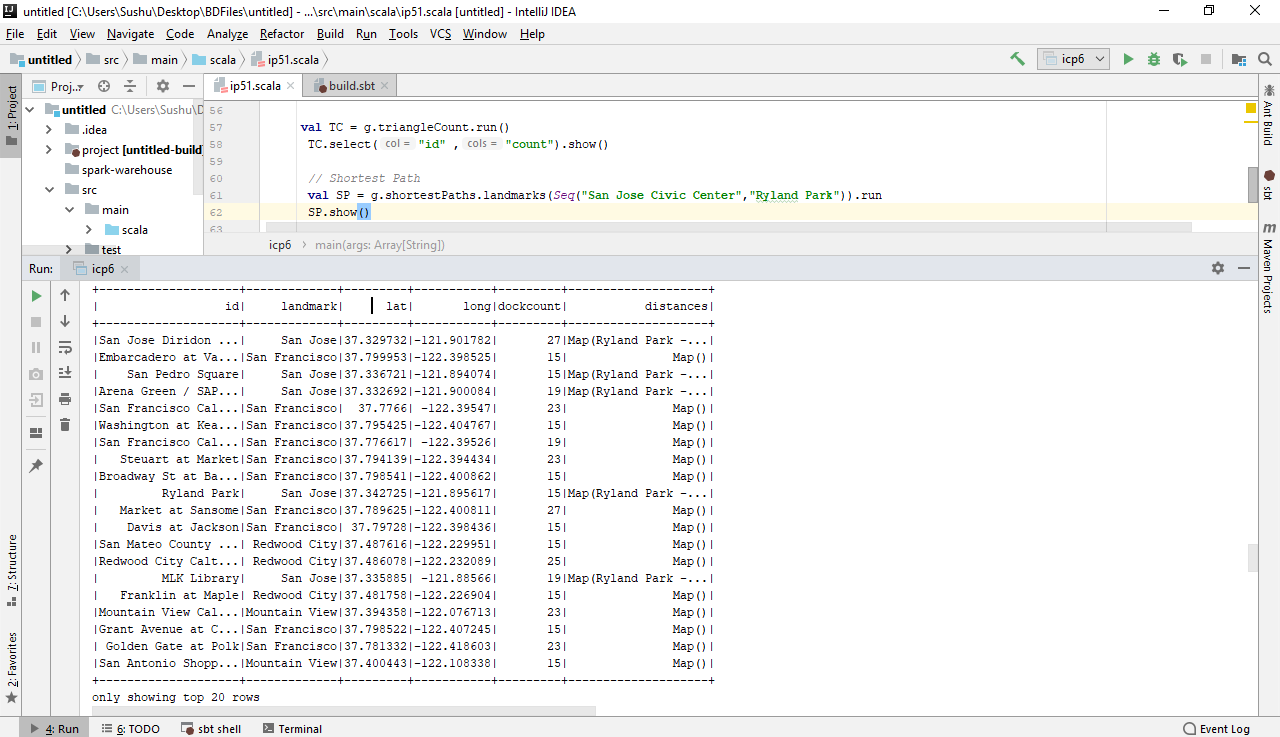 untitled [C:\Users\Sushu\Desktop\BDFiles\untitled] - ...\src\main\scala\ip51.scala [untitled] - IntelliJ IDEA
File Edit View Navigate Code Analyze Refactor Build Run Tools VCS Window Help
untitled src main scala ip51.scala icp6
1: Project
Proj..
untitled C:\Users\Sushu\D
.idea
project [untitled-build]
spark-warehouse
src
main
scala
test
ip51.scala build.sbt
56
57 val TC = g.triangleCount.run()
58 TC.select( col = "id" , cols = "count").show()
59
60 // Shortest Path
61 val SP = g.shortestPaths.landmarks(Seq("San Jose Civic Center","Ryland Park")).run
62 SP.show()
63
icp6 main(args: Array[String])
Ant Build
sbt
Maven Projects
Run: icp6
+--------------------+-------------+---------+-----------+---------+--------------------+
| id| landmark| lat| long|dockcount| distances|
+--------------------+-------------+---------+-----------+---------+--------------------+
|San Jose Diridon ...| San Jose|37.329732|-121.901782| 27|Map(Ryland Park -...|
|Embarcadero at Va...|San Francisco|37.799953|-122.398525| 15| Map()|
| San Pedro Square| San Jose|37.336721|-121.894074| 15|Map(Ryland Park -...|
|Arena Green / SAP...| San Jose|37.332692|-121.900084| 19|Map(Ryland Park -...|
|San Francisco Cal...|San Francisco| 37.7766| -122.39547| 23| Map()|
|Washington at Kea...|San Francisco|37.795425|-122.404767| 15| Map()|
|San Francisco Cal...|San Francisco|37.776617| -122.39526| 19| Map()|
| Steuart at Market|San Francisco|37.794139|-122.394434| 23| Map()|
|Broadway St at Ba...|San Francisco|37.798541|-122.400862| 15| Map()|
| Ryland Park| San Jose|37.342725|-121.895617| 15|Map(Ryland Park -...|
| Market at Sansome|San Francisco|37.789625|-122.400811| 27| Map()|
| Davis at Jackson|San Francisco| 37.79728|-122.398436| 15| Map()|
|San Mateo County ...| Redwood City|37.487616|-122.229951| 15| Map()|
|Redwood City Calt...| Redwood City|37.486078|-122.232089| 25| Map()|
| MLK Library| San Jose|37.335885| -121.88566| 19|Map(Ryland Park -...|
| Franklin at Maple| Redwood City|37.481758|-122.226904| 15| Map()|
|Mountain View Cal...|Mountain View|37.394358|-122.076713| 23| Map()|
|Grant Avenue at C...|San Francisco|37.798522|-122.407245| 15| Map()|
| Golden Gate at Polk|San Francisco|37.781332|-122.418603| 23| Map()|
|San Antonio Shopp...|Mountain View|37.400443|-122.108338| 15| Map()|
+--------------------+-------------+---------+-----------+---------+--------------------+
only showing top 20 rows
7: Structure
2: Favorites
4: Run 6: TODO sbt shell Terminal Event Log